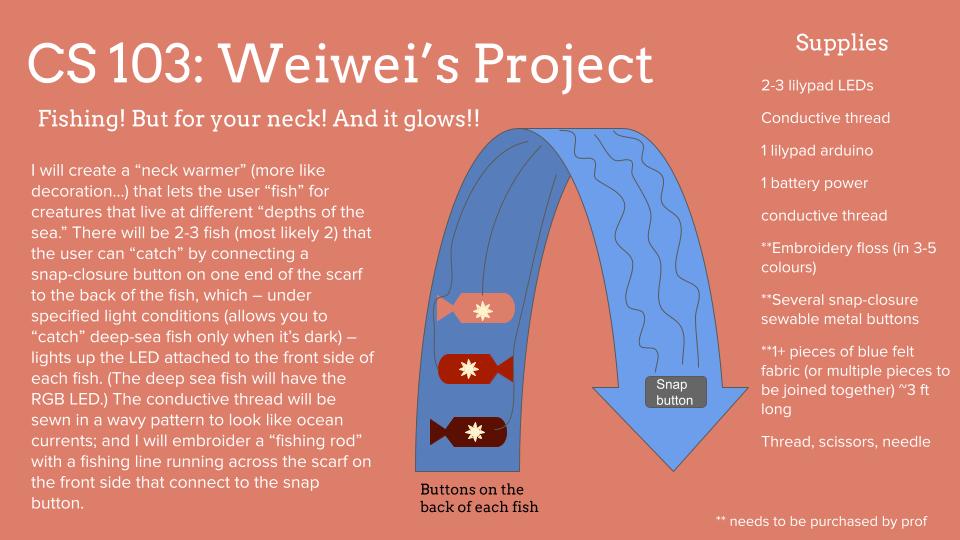 CS 103: Weiwei’s Project
Fishing! But for your neck! And it glows!!
I will create a “neck warmer” (more like
decoration...) that lets the user “fish” for
creatures that live at different “depths of the
sea.” There will be 2-3 fish (most likely 2) that
the user can “catch” by connecting a
snap-closure button on one end of the scarf
to the back of the fish, which – under
specified light conditions (allows you to
“catch” deep-sea fish only when it’s dark) –
lights up the LED attached to the front side of
each fish. (The deep sea fish will have the
RGB LED.) The conductive thread will be
sewn in a wavy pattern to look like ocean
currents; and I will embroider a “fishing rod”
with a fishing line running across the scarf on
the front side that connect to the snap
button.
Snap
button
Buttons on the
back of each fish
Supplies
2-3 lilypad LEDs
Conductive thread
1 lilypad arduino
1 battery power
conductive thread
**Embroidery floss (in 3-5
colours)
**Several snap-closure
sewable metal buttons
**1+ pieces of blue felt
fabric (or multiple pieces to
be joined together) ~3 ft
long
Thread, scissors, needle
** needs to be purchased by prof